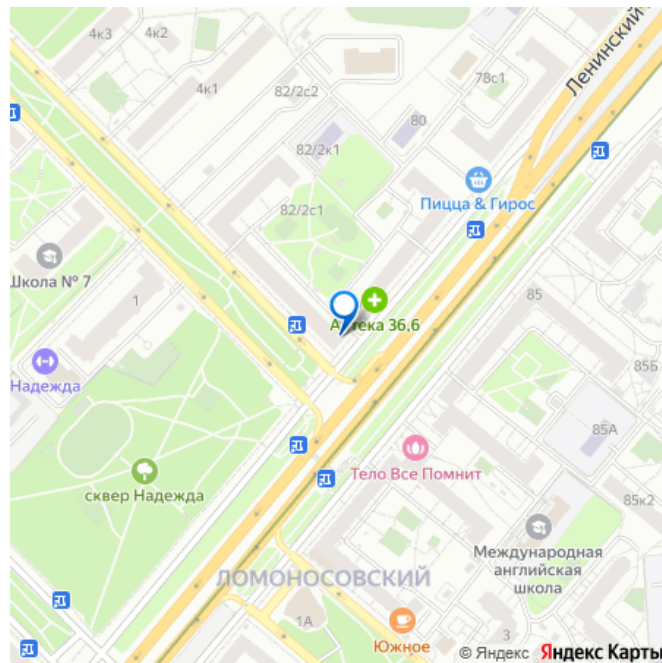 4к3
4к2
4к1
82/2с2
78с1
Ленинский
80
82/2к1
Пицца & Гирос
82/2с1
Школа № 7
1
85
Аптека 36,6
Надежда
85Б
85А
Тело Все Помнит
сквер Надежда
85к2
Международная
английская
школа
ЛОМОНОСОВСКИЙ
1А
3
Южное
© Яндекс Яндекс Карты